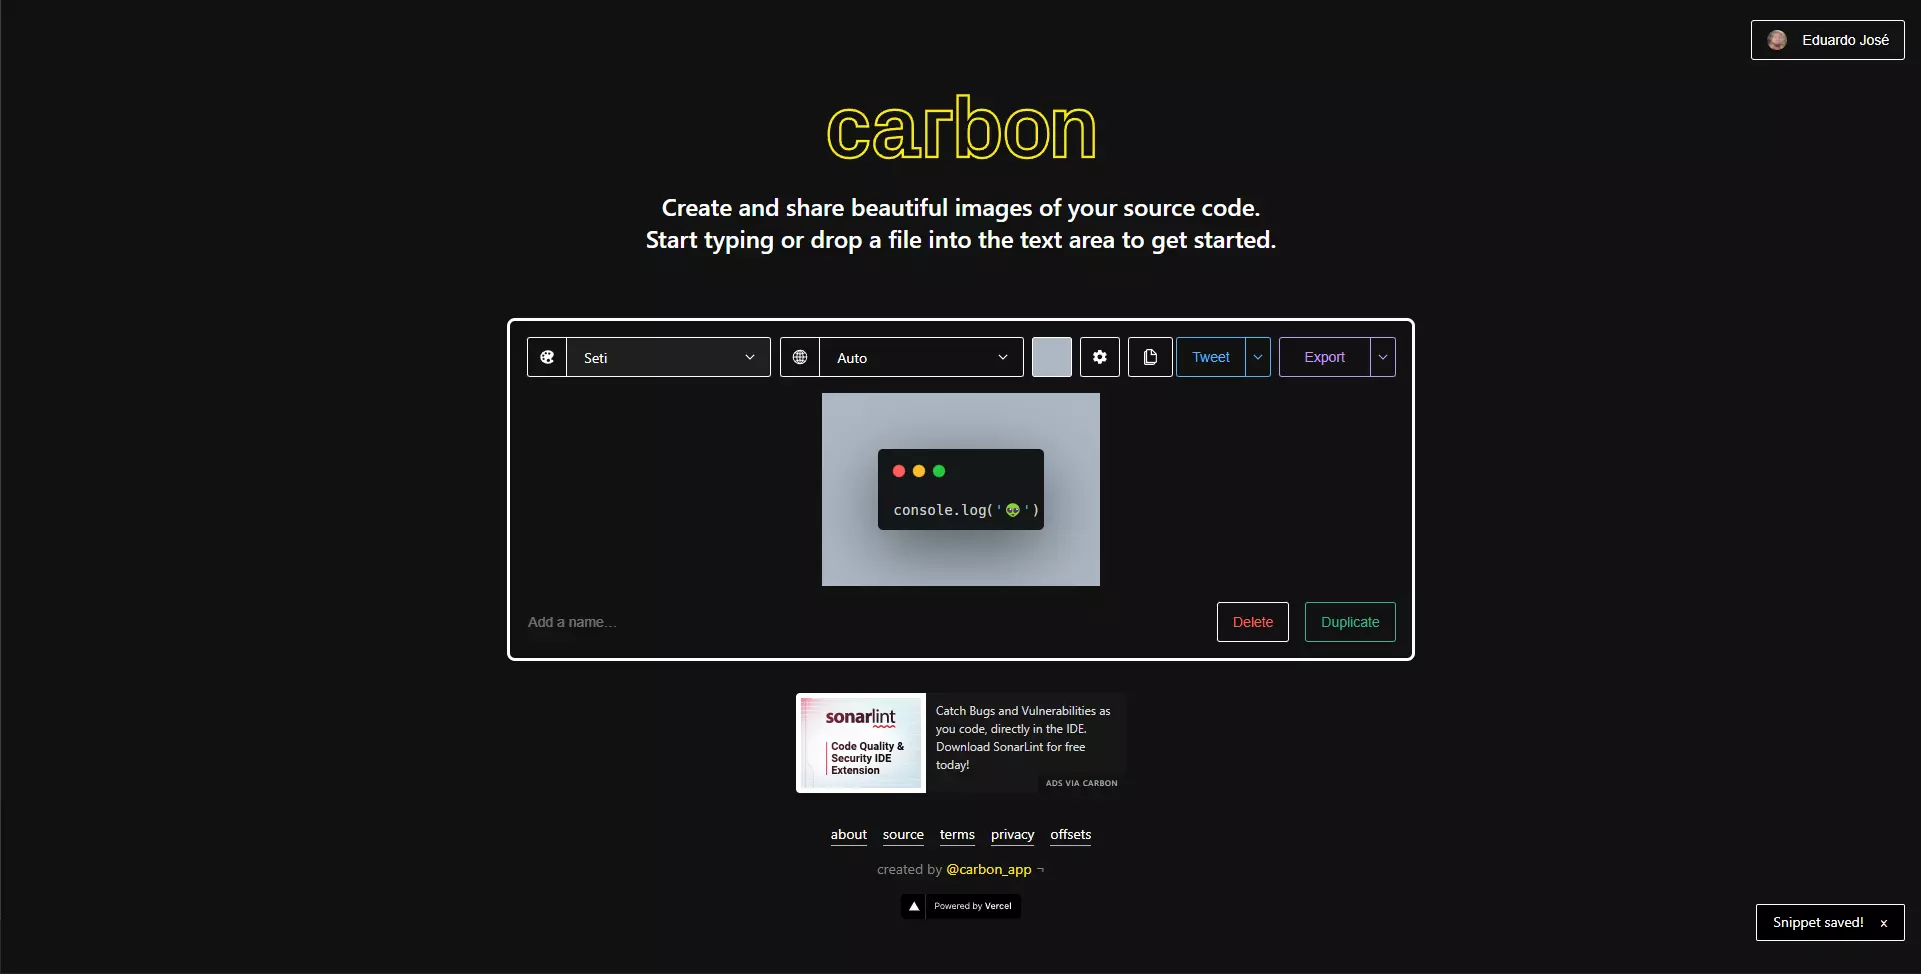 Eduardo José
carbon
Create and share beautiful images of your source code.
Start typing or drop a file into the text area to get started.
Seti
Auto
Tweet
Export
console.log('👽')
Add a name...
Delete
Duplicate
sonarlint
Code Quality &
Security IDE
Extension
Catch Bugs and Vulnerabilities as
you code, directly in the IDE.
Download SonarLint for free
today!
ADS VIA CARBON
about source terms privacy offsets
created by @carbon_app ¬
Powered by Vercel
Snippet saved! x